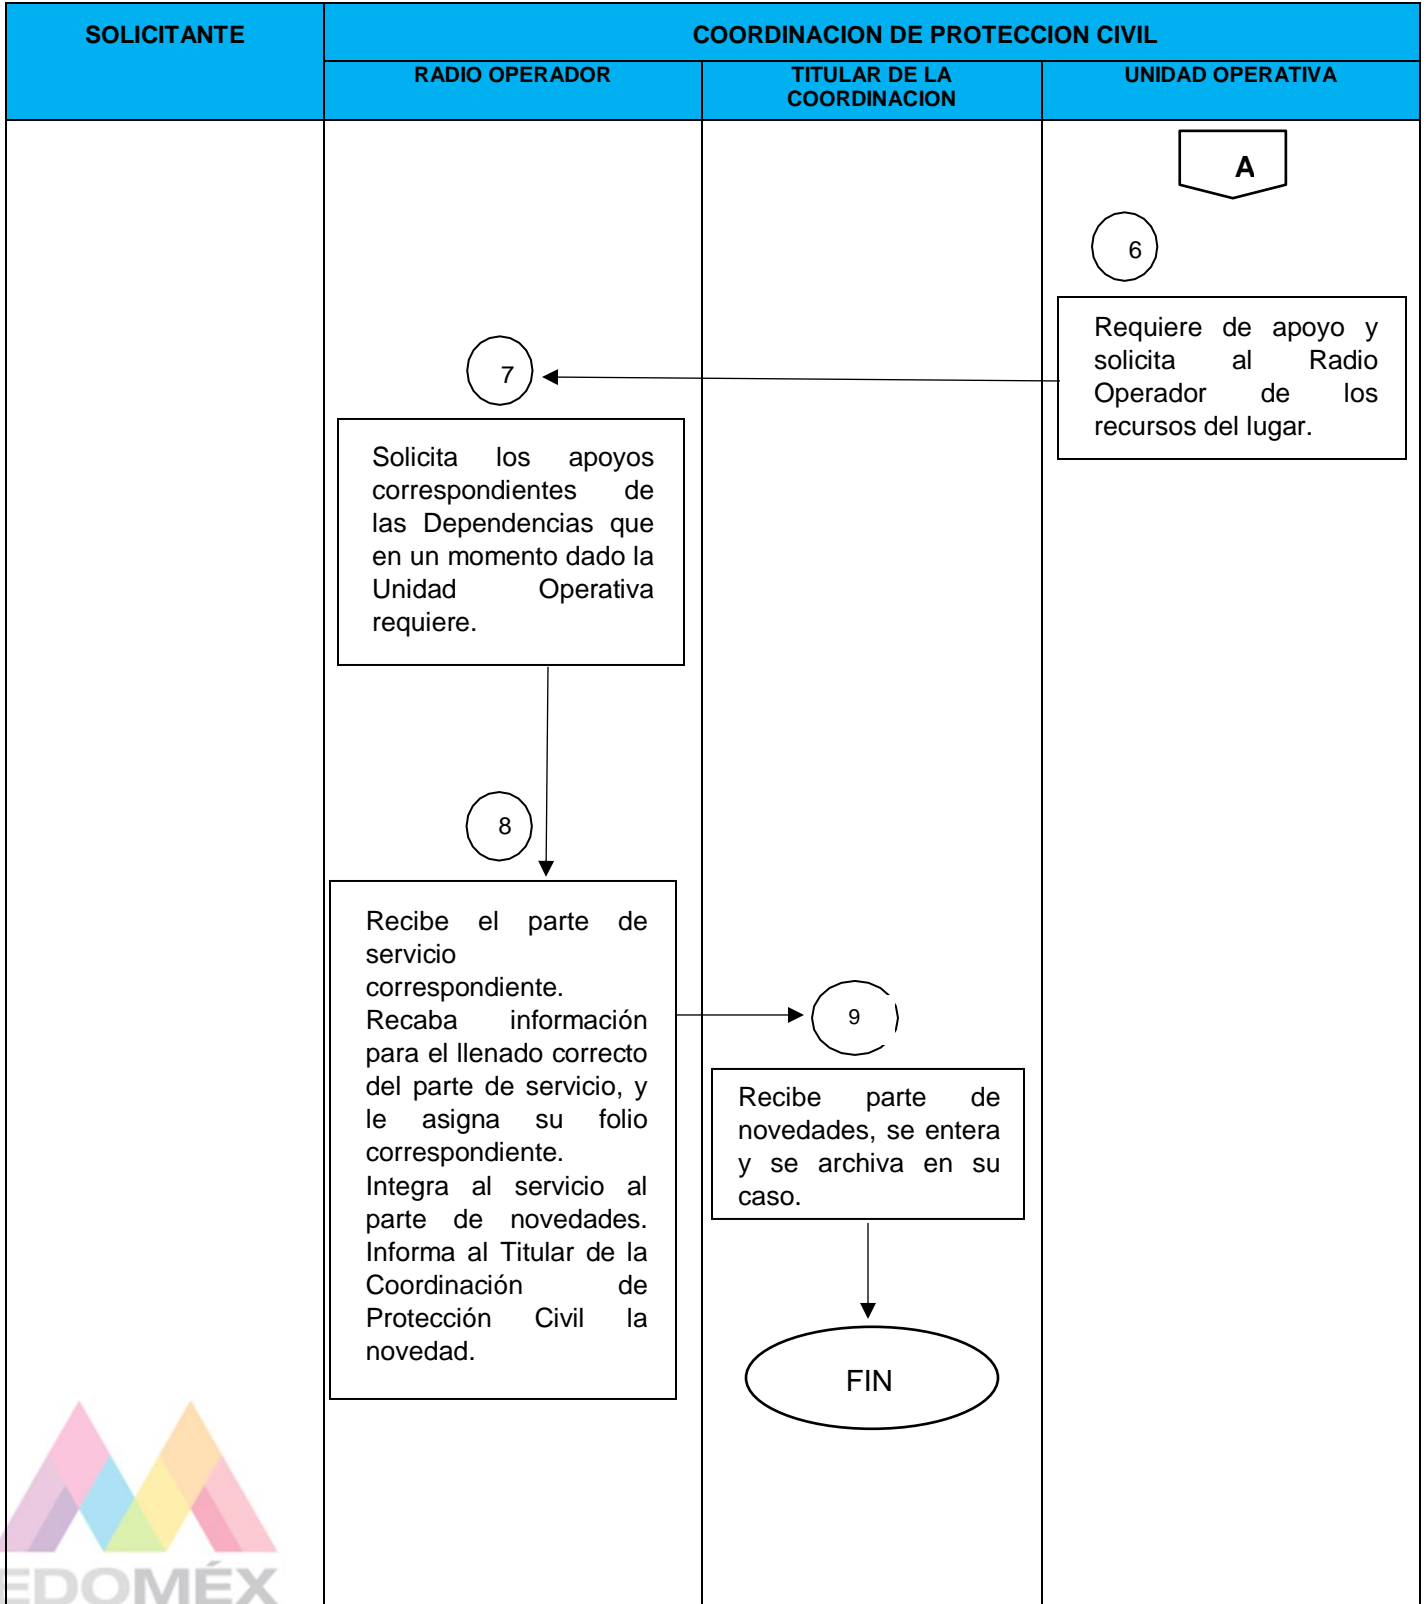 SOLICITANTE
COORDINACION DE PROTECCION CIVIL
RADIO OPERADOR
TITULAR DE LA
COORDINACION
UNIDAD OPERATIVA
A
6
Requiere de apoyo y
solicita al Radio
Operador de los
recursos del lugar.
7
Solicita los apoyos
correspondientes de
las Dependencias que
en un momento dado la
Unidad Operativa
requiere.
8
Recibe el parte de
servicio
correspondiente.
Recaba información
para el llenado correcto
del parte de servicio, y
le asigna su folio
correspondiente.
Integra al servicio al
parte de novedades.
Informa al Titular de la
Coordinación de
Protección Civil la
novedad.
9
Recibe parte de
novedades, se entera
y se archiva en su
caso.
FIN
EDOMÉX